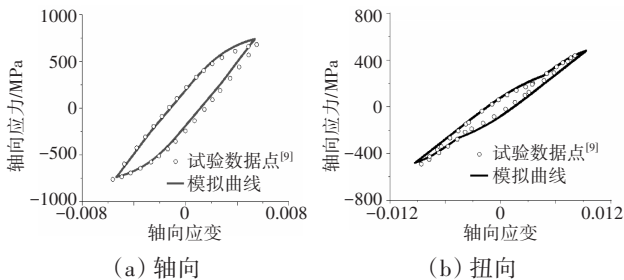 1000
500
0
−500
−1000
−0.008
0
0.008
轴向应力/MPa
轴向应变
试验数据点[9]
模拟曲线
(a) 轴向
800
400
0
−400
−800
−0.012
0
0.012
轴向应力/MPa
轴向应变
试验数据点[9]
模拟曲线
(b) 扭向